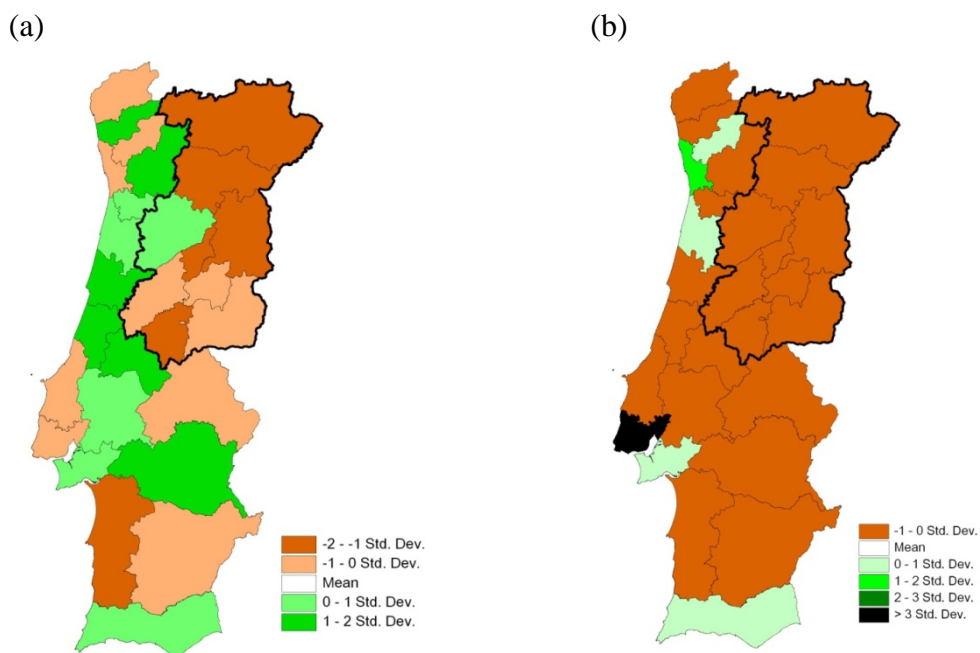 (a)
(b)
-2 - -1 Std. Dev.
-1 - 0 Std. Dev.
Mean
0 - 1 Std. Dev.
1 - 2 Std. Dev.
-1 - 0 Std. Dev.
Mean
0 - 1 Std. Dev.
1 - 2 Std. Dev.
2 - 3 Std. Dev.
> 3 Std. Dev.